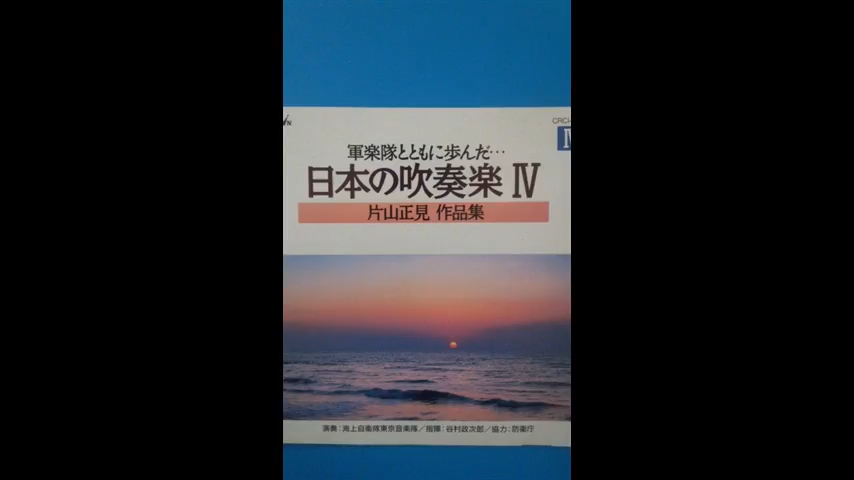 CRCI-
IV
軍楽隊とともに歩んだ…
日本の吹奏楽 IV
片山正見 作品集
演奏：海上自衛隊東京音楽隊／指揮：谷村政次郎／協力：防衛庁